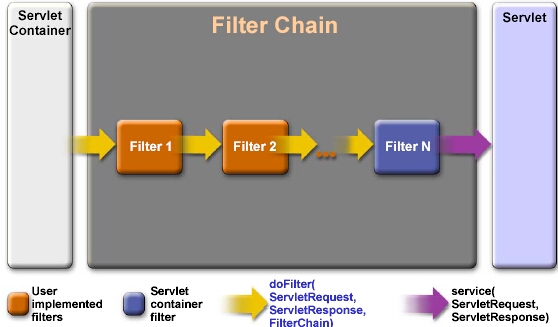 Servlet
Container
Filter Chain
Servlet
Filter 1
Filter 2
...
Filter N
User
implemented
filters
Servlet
container
filter
doFilter(
ServletRequest,
ServletResponse,
FilterChain)
service(
ServletRequest,
ServletResponse)